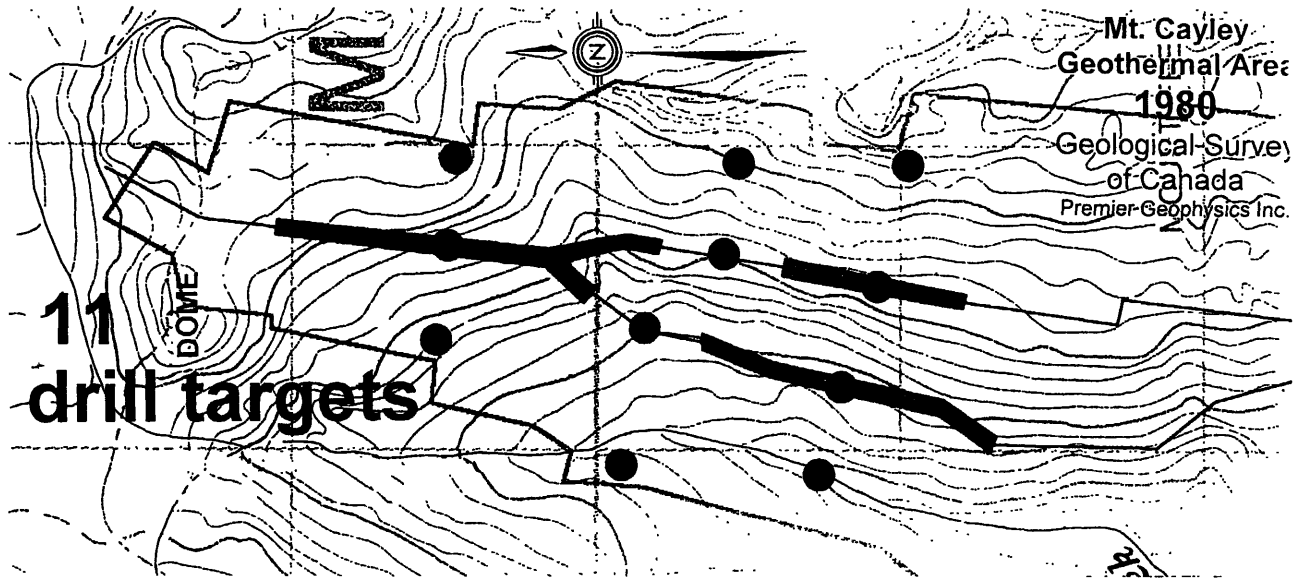 Mt. Cayley
Geothermal Area
1980
Geological Survey
of Canada
Premier Geophysics Inc.
N
DOME
11
drill targets